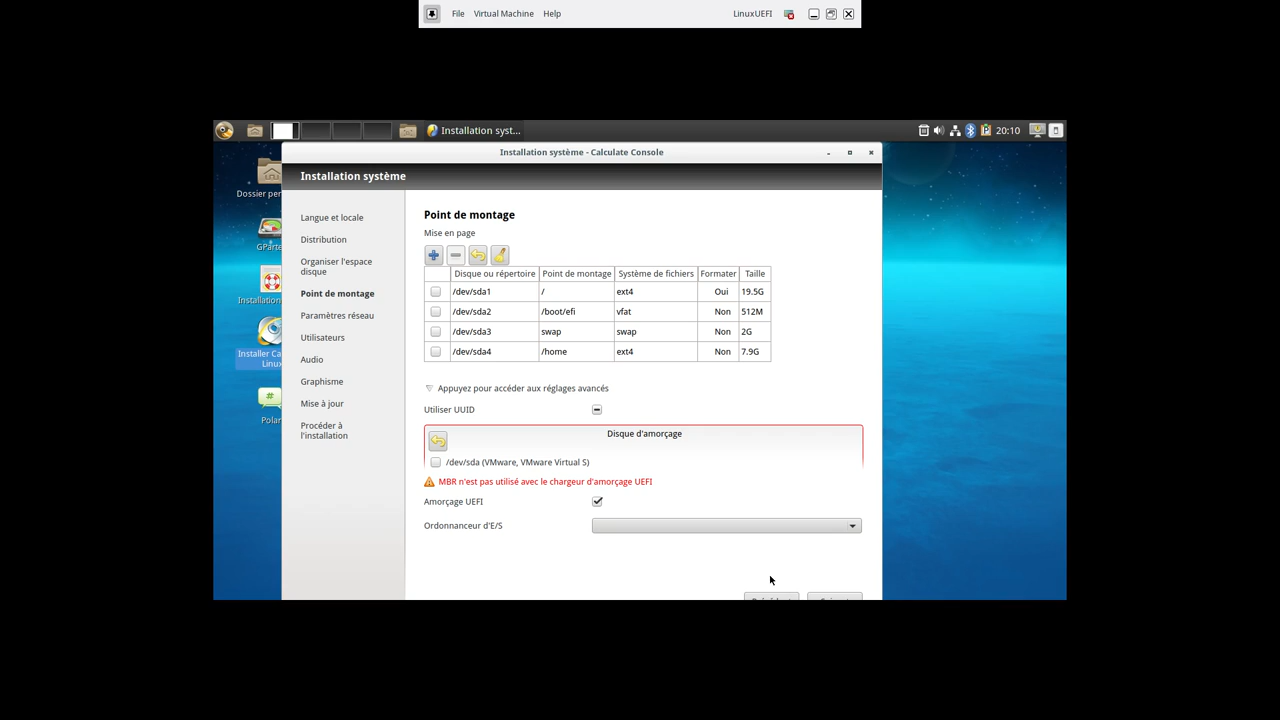 File Virtual Machine Help LinuxUEFI
Installation syst... 20:10
Installation système - Calculate Console
Installation système
Dossier per
GParte
Installation
Installer Ca
Linux
Polar
Langue et locale
Distribution
Organiser l'espace
disque
Point de montage
Paramètres réseau
Utilisateurs
Audio
Graphisme
Mise à jour
Procéder à
l'installation
Point de montage
Mise en page
Disque ou répertoire Point de montage Système de fichiers Formater Taille
/dev/sda1 / ext4 Oui 19.5G
/dev/sda2 /boot/efi vfat Non 512M
/dev/sda3 swap swap Non 2G
/dev/sda4 /home ext4 Non 7.9G
Appuyez pour accéder aux réglages avancés
Utiliser UUID
Disque d'amorçage
/dev/sda (VMware, VMware Virtual S)
MBR n'est pas utilisé avec le chargeur d'amorçage UEFI
Amorçage UEFI
Ordonnanceur d'E/S